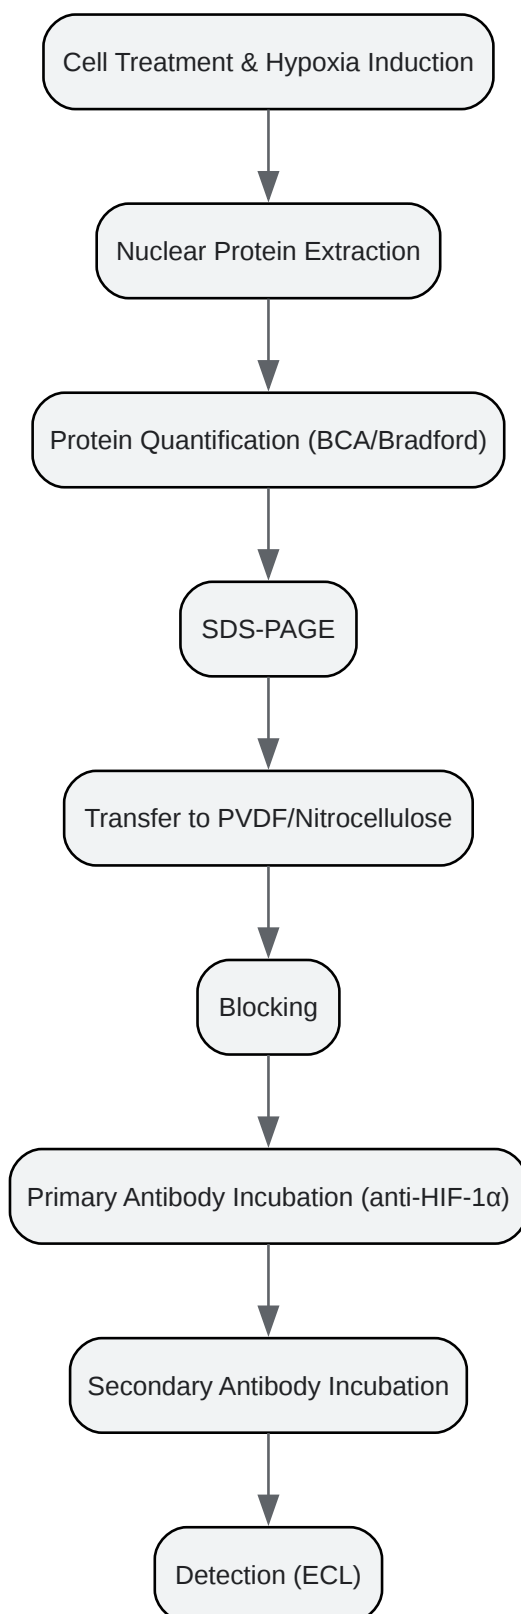 Cell Treatment & Hypoxia Induction
Nuclear Protein Extraction
Protein Quantification (BCA/Bradford)
SDS-PAGE
Transfer to PVDF/Nitrocellulose
Blocking
Primary Antibody Incubation (anti-HIF-1α)
Secondary Antibody Incubation
Detection (ECL)